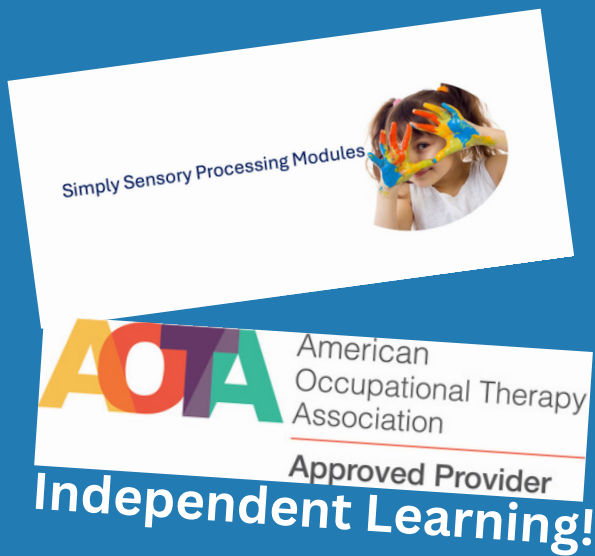 Simply Sensory Processing Modules
AOTA
American
Occupational Therapy
Association
Approved Provider
Independent Learning!